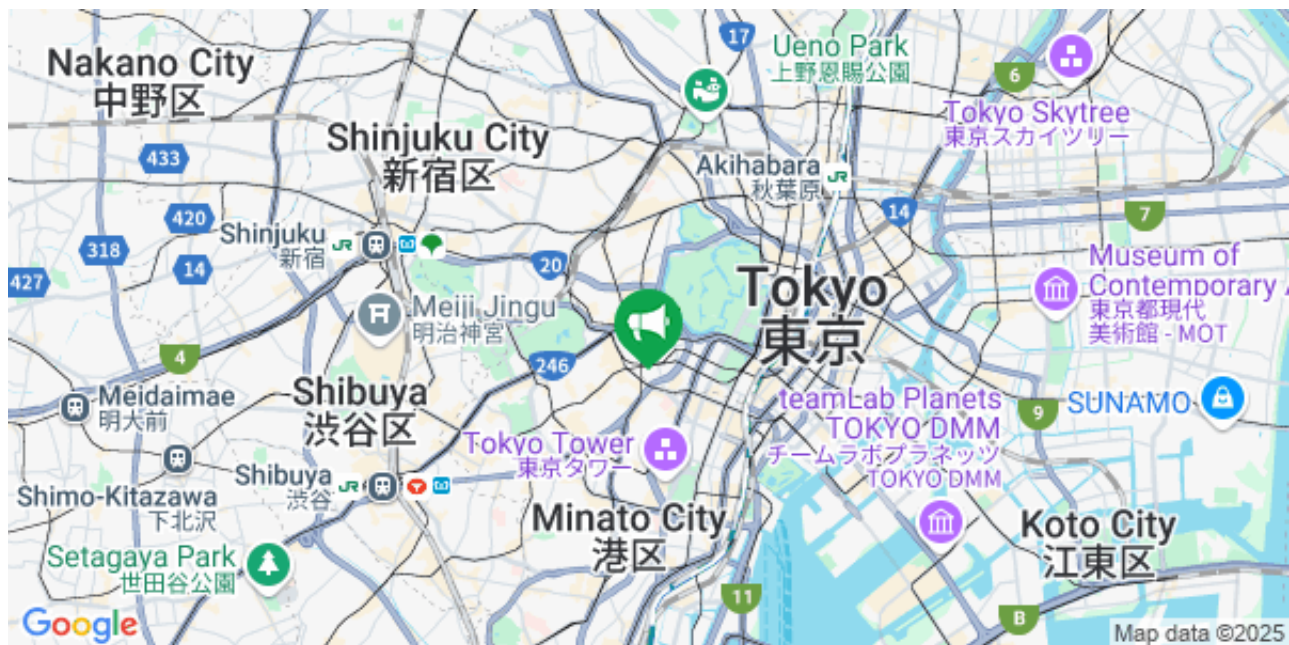 Nakano City
中野区
17
Ueno Park
上野恩賜公園
6
Tokyo Skytree
東京スカイツリー
433
Shinjuku City
新宿区
Akihabara
秋葉原
JR
420
318
14
427
Shinjuku
新宿
JR
20
14
7
Meiji Jingu
明治神宮
Tokyo
東京
Museum of
Contemporary A
東京都現代
美術館 - MOT
4
246
Meidaimae
明大前
Shibuya
渋谷区
teamLab Planets
TOKYO DMM
チームラボプラネッツ
TOKYO DMM
9
SUNAMO
Tokyo Tower
東京タワー
Shimo-Kitazawa
下北沢
Shibuya
渋谷
JR
Minato City
港区
Koto City
江東区
Setagaya Park
世田谷公園
11
B
Google
Map data ©2025